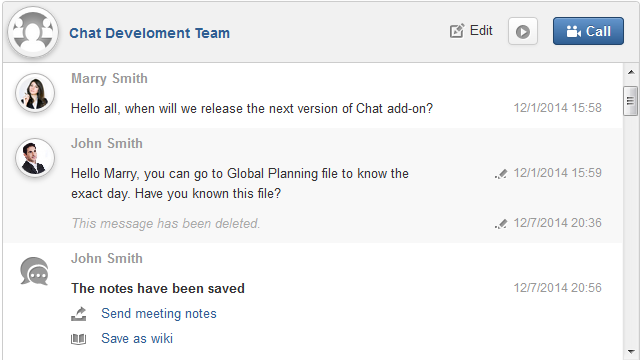 Chat Develoment Team
Edit
Call
Marry Smith
Hello all, when will we release the next version of Chat add-on? 12/1/2014 15:58
John Smith
Hello Marry, you can go to Global Planning file to know the 12/1/2014 15:59
exact day. Have you known this file?
This message has been deleted. 12/7/2014 20:36
John Smith
The notes have been saved 12/7/2014 20:56
Send meeting notes
Save as wiki